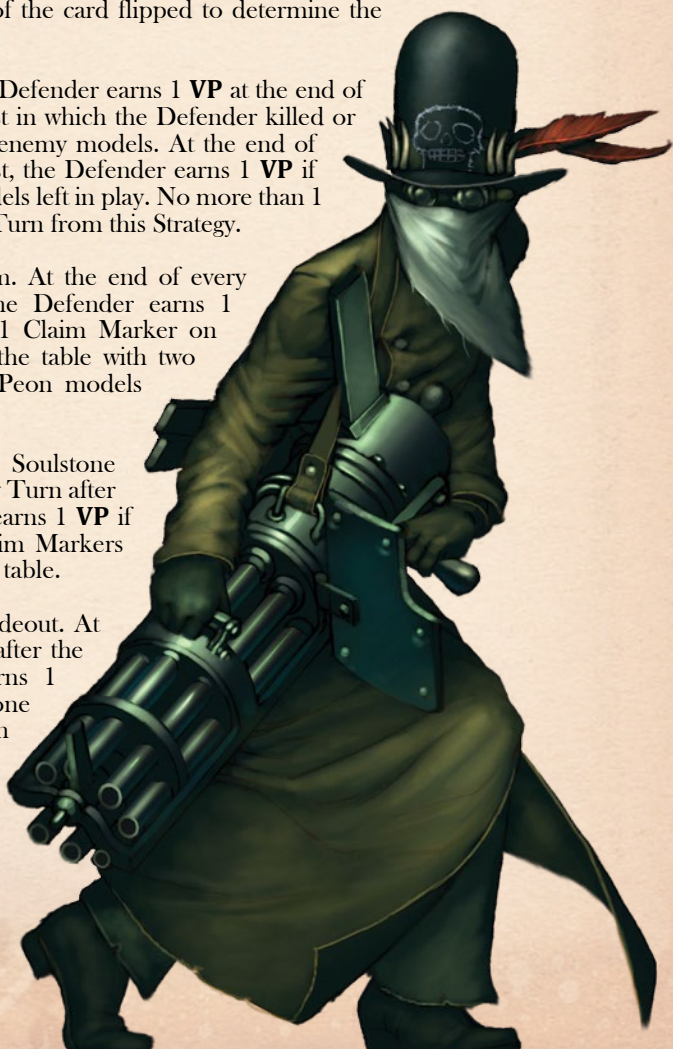 of the card flipped to determine the
Defender earns 1 VP at the end of
st in which the Defender killed or
enemy models. At the end of
st, the Defender earns 1 VP if
dels left in play. No more than 1
Turn from this Strategy.
m. At the end of every
he Defender earns 1
1 Claim Marker on
the table with two
Peon models
Soulstone
Turn after
earns 1 VP if
im Markers
table.
deout. At
after the
rns 1
one
n